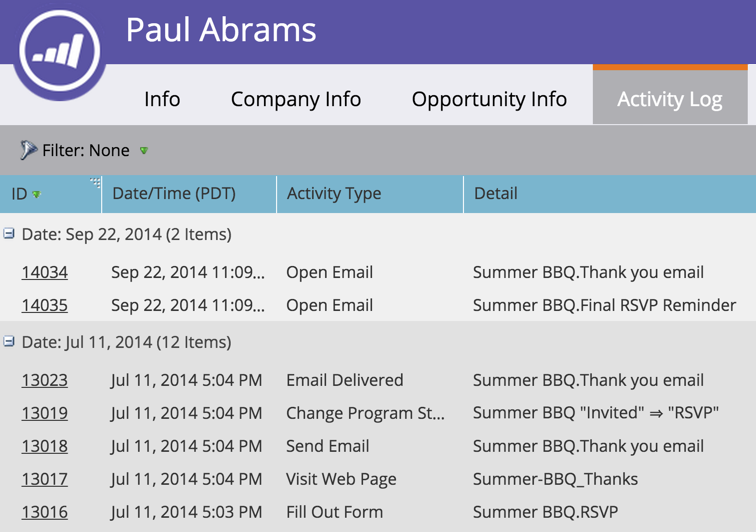 Paul Abrams
Info Company Info Opportunity Info Activity Log
Filter: None
ID Date/Time (PDT) Activity Type Detail
Date: Sep 22, 2014 (2 Items)
14034 Sep 22, 2014 11:09... Open Email Summer BBQ.Thank you email
14035 Sep 22, 2014 11:09... Open Email Summer BBQ.Final RSVP Reminder
Date: Jul 11, 2014 (12 Items)
13023 Jul 11, 2014 5:04 PM Email Delivered Summer BBQ.Thank you email
13019 Jul 11, 2014 5:04 PM Change Program St... Summer BBQ "Invited" ⇒ "RSVP"
13018 Jul 11, 2014 5:04 PM Send Email Summer BBQ.Thank you email
13017 Jul 11, 2014 5:04 PM Visit Web Page Summer-BBQ_Thanks
13016 Jul 11, 2014 5:03 PM Fill Out Form Summer BBQ.RSVP